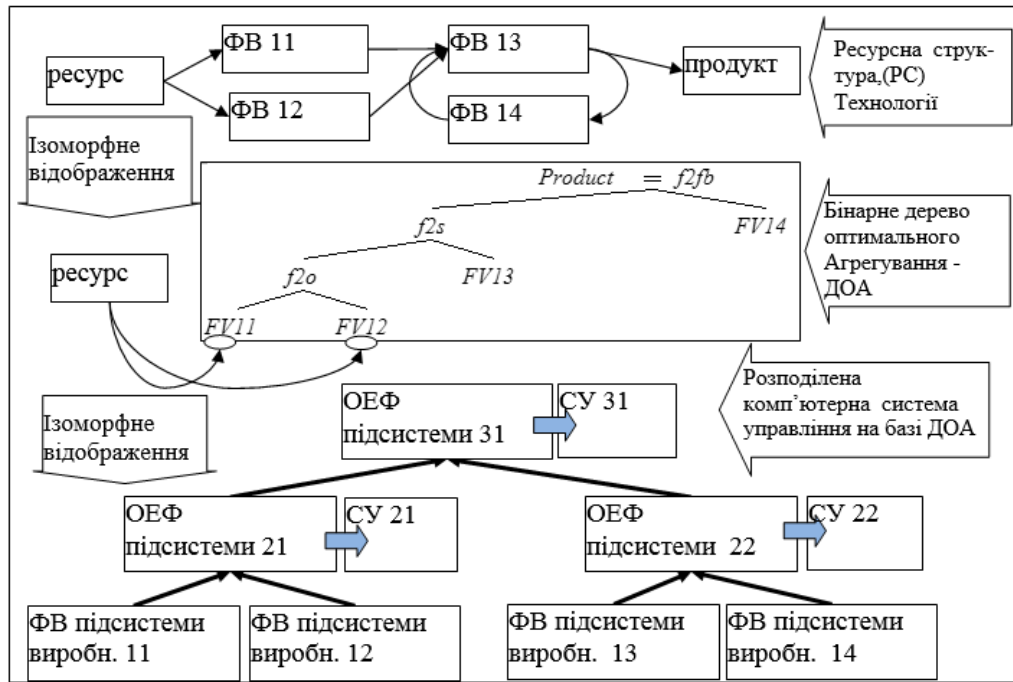 ресурс
ФВ 11
ФВ 12
ФВ 13
ФВ 14
продукт
Ресурсна струк-
тура,(РС)
Технології
Ізоморфне
відображення
Product = f2fb
f2s
FV14
f2o
FV13
FV11
FV12
ресурс
Бінарне дерево
оптимального
Агрегування -
ДОА
Ізоморфне
відображення
ОЕФ
підсистеми 31
СУ 31
Розподілена
комп’ютерна система
управління на базі ДОА
ОЕФ
підсистеми 21
СУ 21
ОЕФ
підсистеми 22
СУ 22
ФВ підсистеми
виробн. 11
ФВ підсистеми
виробн. 12
ФВ підсистеми
виробн. 13
ФВ підсистеми
виробн. 14